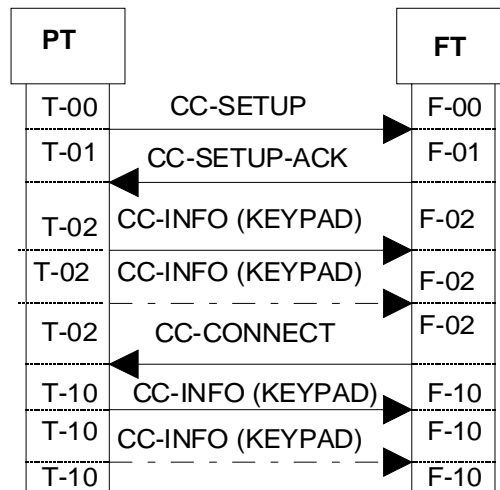 PT FT
T-00 CC-SETUP F-00
T-01 CC-SETUP-ACK F-01
T-02 CC-INFO (KEYPAD) F-02
T-02 CC-INFO (KEYPAD) F-02
T-02 CC-CONNECT F-02
T-10 CC-INFO (KEYPAD) F-10
T-10 CC-INFO (KEYPAD) F-10
T-10 F-10